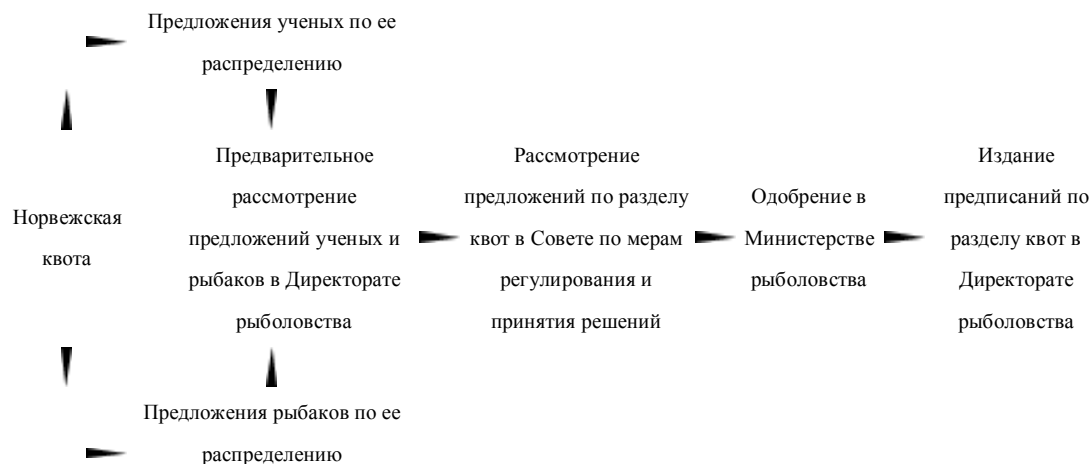 Предложения ученых по ее
распределению
Норвежская
квота
Предварительное
рассмотрение
предложений ученых и
рыбаков в Директорате
рыболовства
Рассмотрение
предложений по разделу
квот в Совете по мерам
регулирования и
принятия решений
Одобрение в
Министерстве
рыболовства
Издание
предписаний по
разделу квот в
Директорате
рыболовства
Предложения рыбаков по ее
распределению